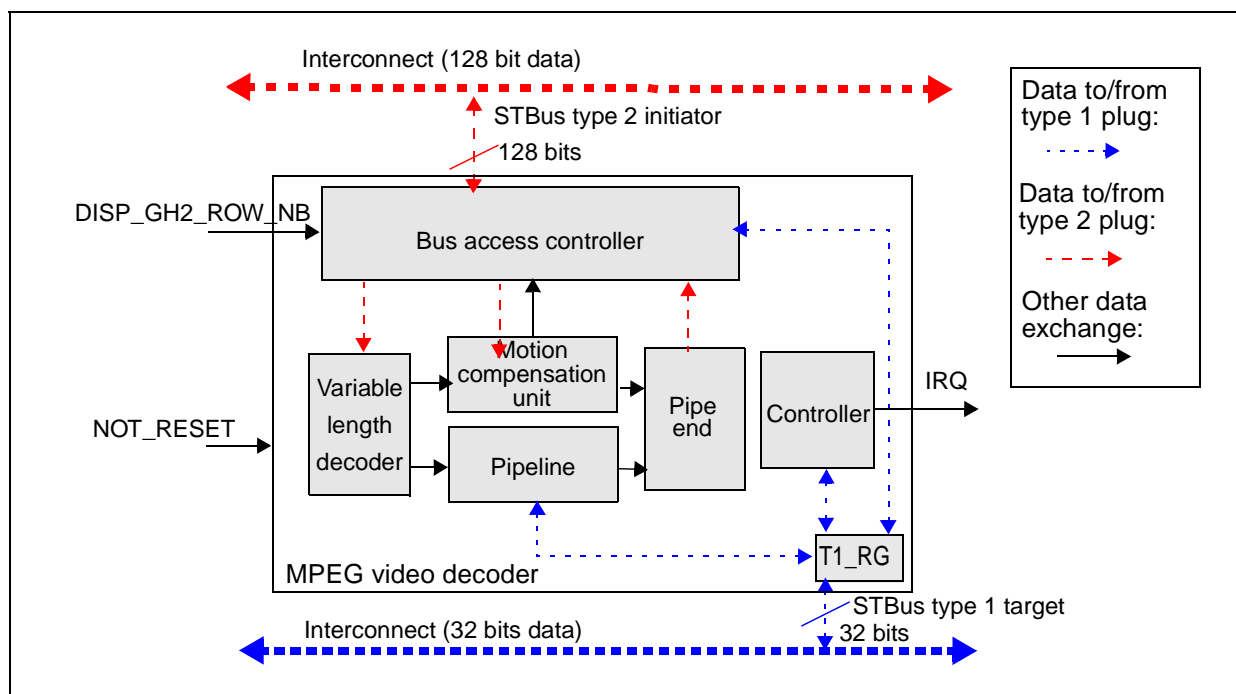 Interconnect (128 bit data)
STBus type 2 initiator
128 bits
DISP_GH2_ROW_NB
Bus access controller
Variable
length
decoder
Motion
compensation
unit
Pipeline
Pipe
end
Controller
IRQ
NOT_RESET
T1_RG
MPEG video decoder
STBus type 1 target
32 bits
Interconnect (32 bits data)
Data to/from
type 1 plug:
Data to/from
type 2 plug:
Other data
exchange: